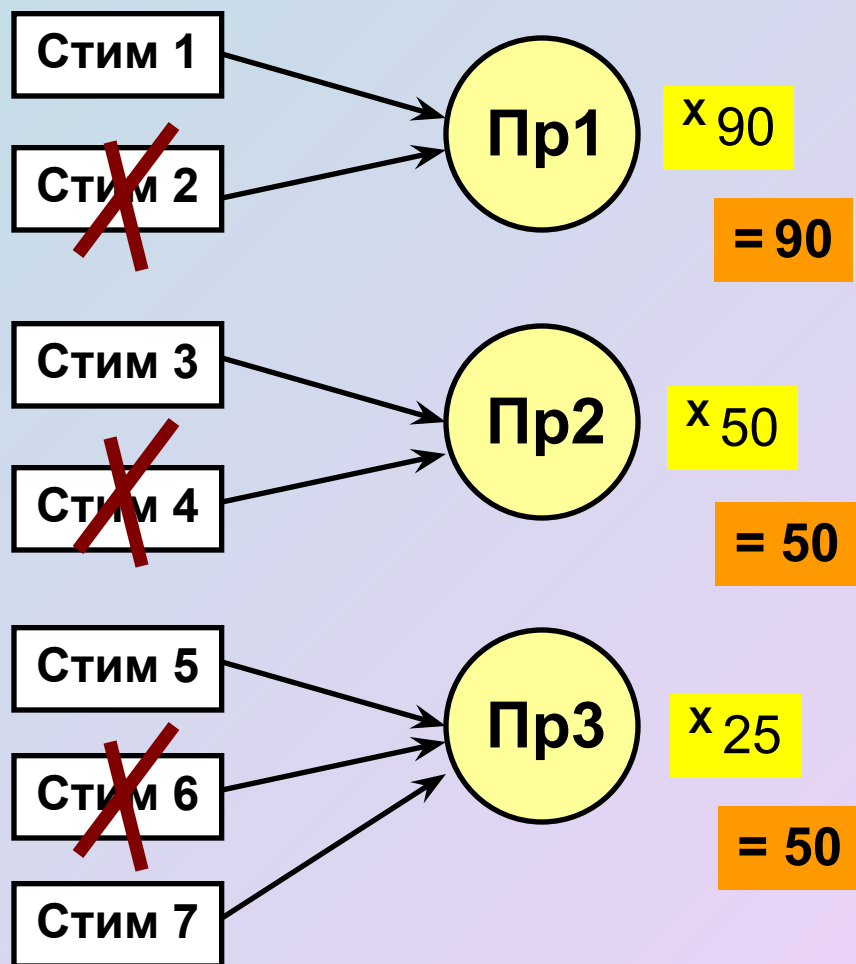 Стим 1
Стим 2
Пр1
х 90
= 90
Стим 3
Стим 4
Пр2
х 50
= 50
Стим 5
Стим 6
Стим 7
Пр3
х 25
= 50